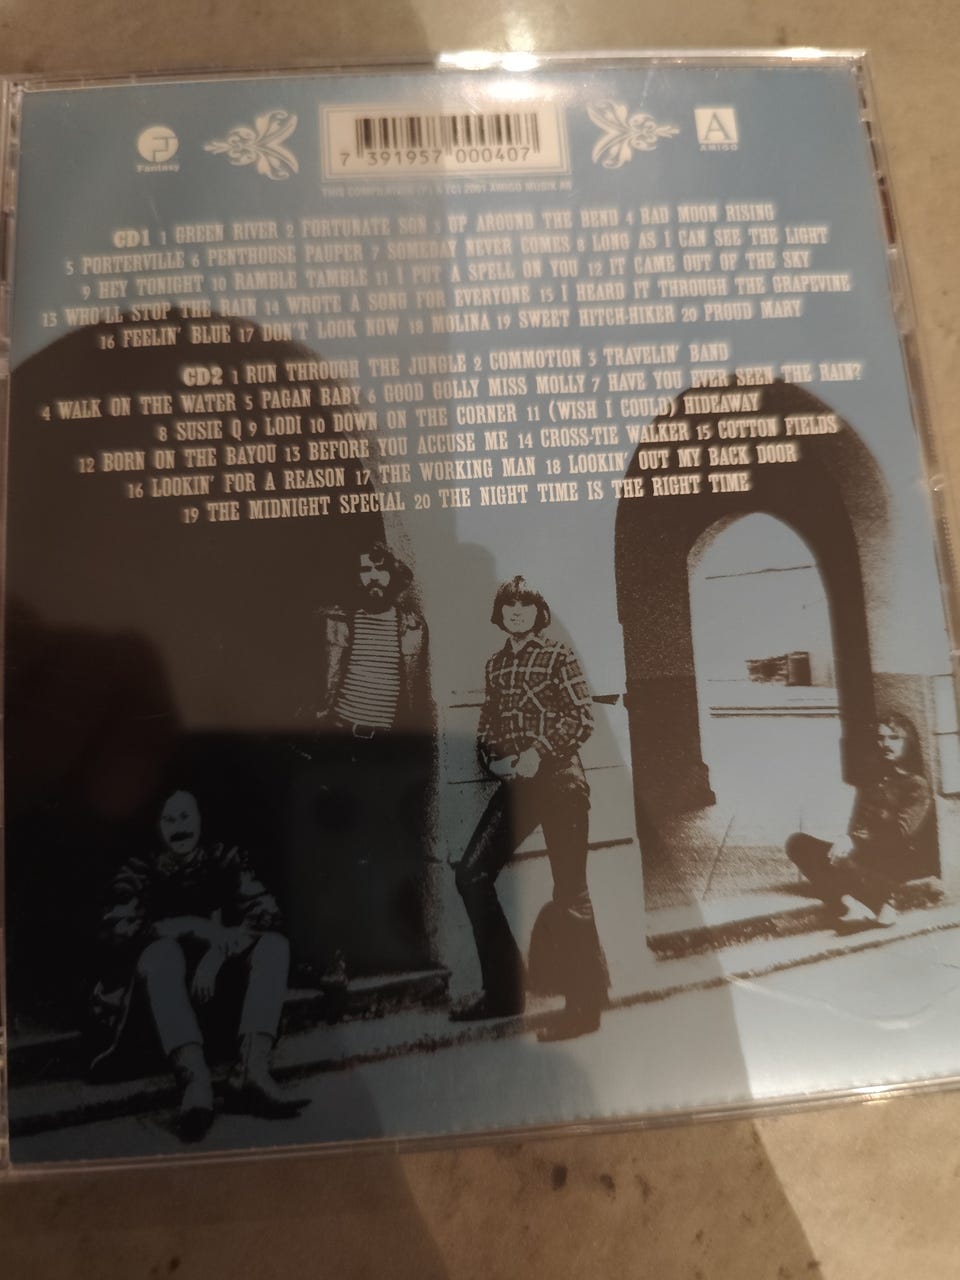 Fantasy
7 391957 000407
A
AMIGO
THIS COMPILATION (P) & (C) 2001 AMIGO MUSIK AB
CD1 1 GREEN RIVER 2 FORTUNATE SON 3 UP AROUND THE BEND 4 BAD MOON RISING
5 PORTERVILLE 6 PENTHOUSE PAUPER 7 SOMEDAY NEVER COMES 8 LONG AS I CAN SEE THE LIGHT
9 HEY TONIGHT 10 RAMBLE TAMBLE 11 I PUT A SPELL ON YOU 12 IT CAME OUT OF THE SKY
13 WHO'LL STOP THE RAIN 14 WROTE A SONG FOR EVERYONE 15 I HEARD IT THROUGH THE GRAPEVINE
16 FEELIN' BLUE 17 DON'T LOOK NOW 18 MOLINA 19 SWEET HITCH-HIKER 20 PROUD MARY
CD2 1 RUN THROUGH THE JUNGLE 2 COMMOTION 3 TRAVELIN' BAND
4 WALK ON THE WATER 5 PAGAN BABY 6 GOOD GOLLY MISS MOLLY 7 HAVE YOU EVER SEEN THE RAIN?
8 SUSIE Q 9 LODI 10 DOWN ON THE CORNER 11 (WISH I COULD) HIDEAWAY
12 BORN ON THE BAYOU 13 BEFORE YOU ACCUSE ME 14 CROSS-TIE WALKER 15 COTTON FIELDS
16 LOOKIN' FOR A REASON 17 THE WORKING MAN 18 LOOKIN' OUT MY BACK DOOR
19 THE MIDNIGHT SPECIAL 20 THE NIGHT TIME IS THE RIGHT TIME